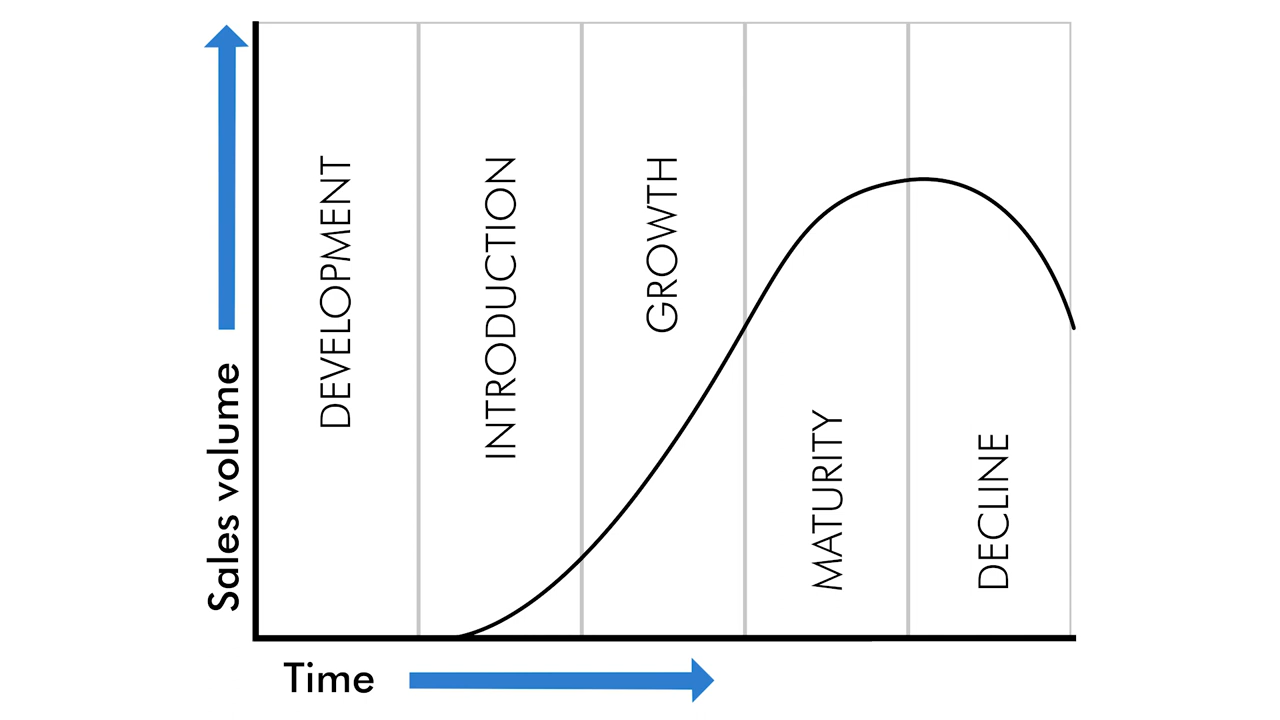 DEVELOPMENT
INTRODUCTION
GROWTH
MATURITY
DECLINE
Sales volume
Time